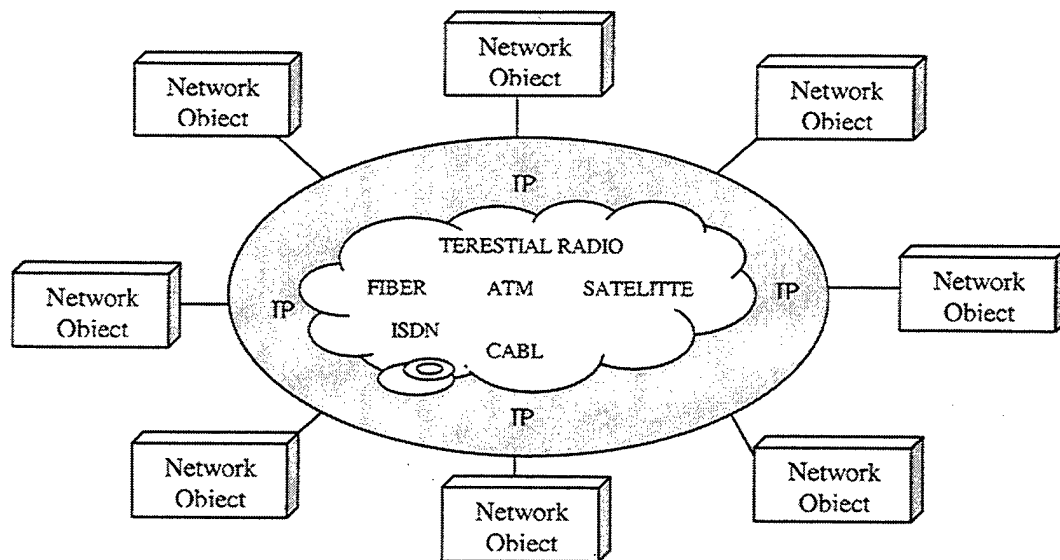 Network
Obiect
Network
Obiect
Network
Obiect
IP
TERESTIAL RADIO
Network
Obiect
IP
FIBER
ATM
SATELITTE
IP
Network
Obiect
ISDN
CABL
IP
Network
Obiect
Network
Obiect
Network
Obiect